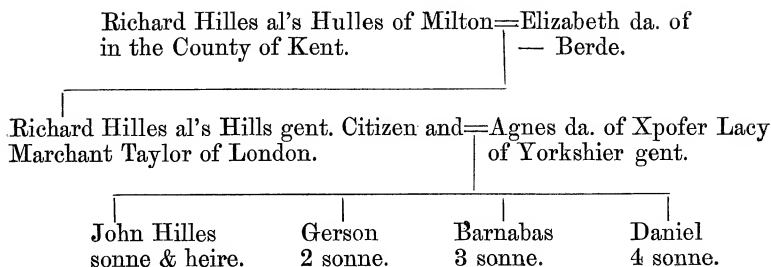 Richard Hilles al's Hulles of Milton=Elizabeth da. of
in the County of Kent. — Berde.
Richard Hilles al's Hills gent. Citizen and=Agnes da. of Xpofer Lacy
Marchant Taylor of London. of Yorkshier gent.
John Hilles Gerson Barnabas Daniel
sonne & heire. 2 sonne. 3 sonne. 4 sonne.